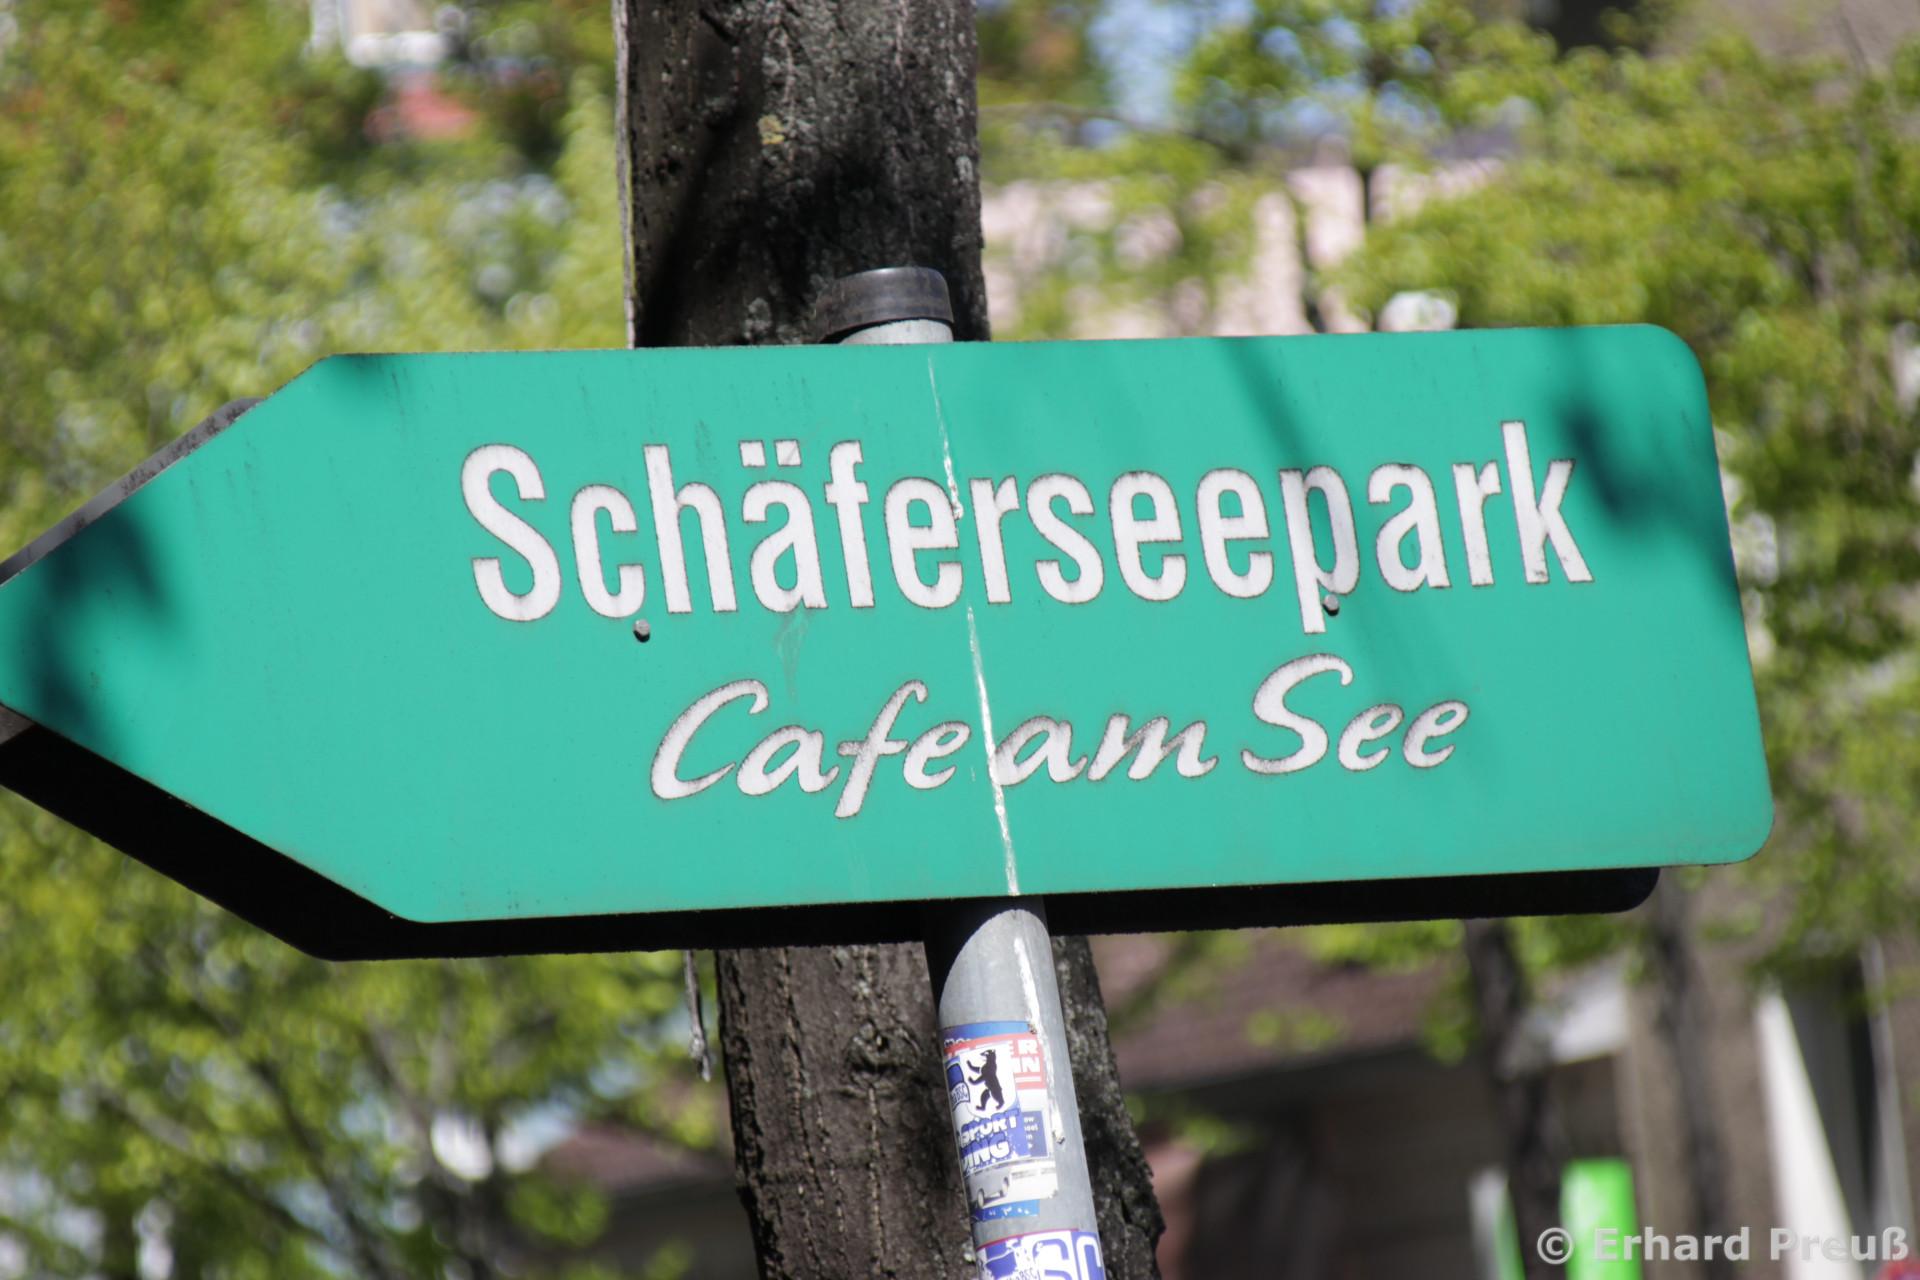 Schäferseepark
Cafe am See
© Erhard Preuß